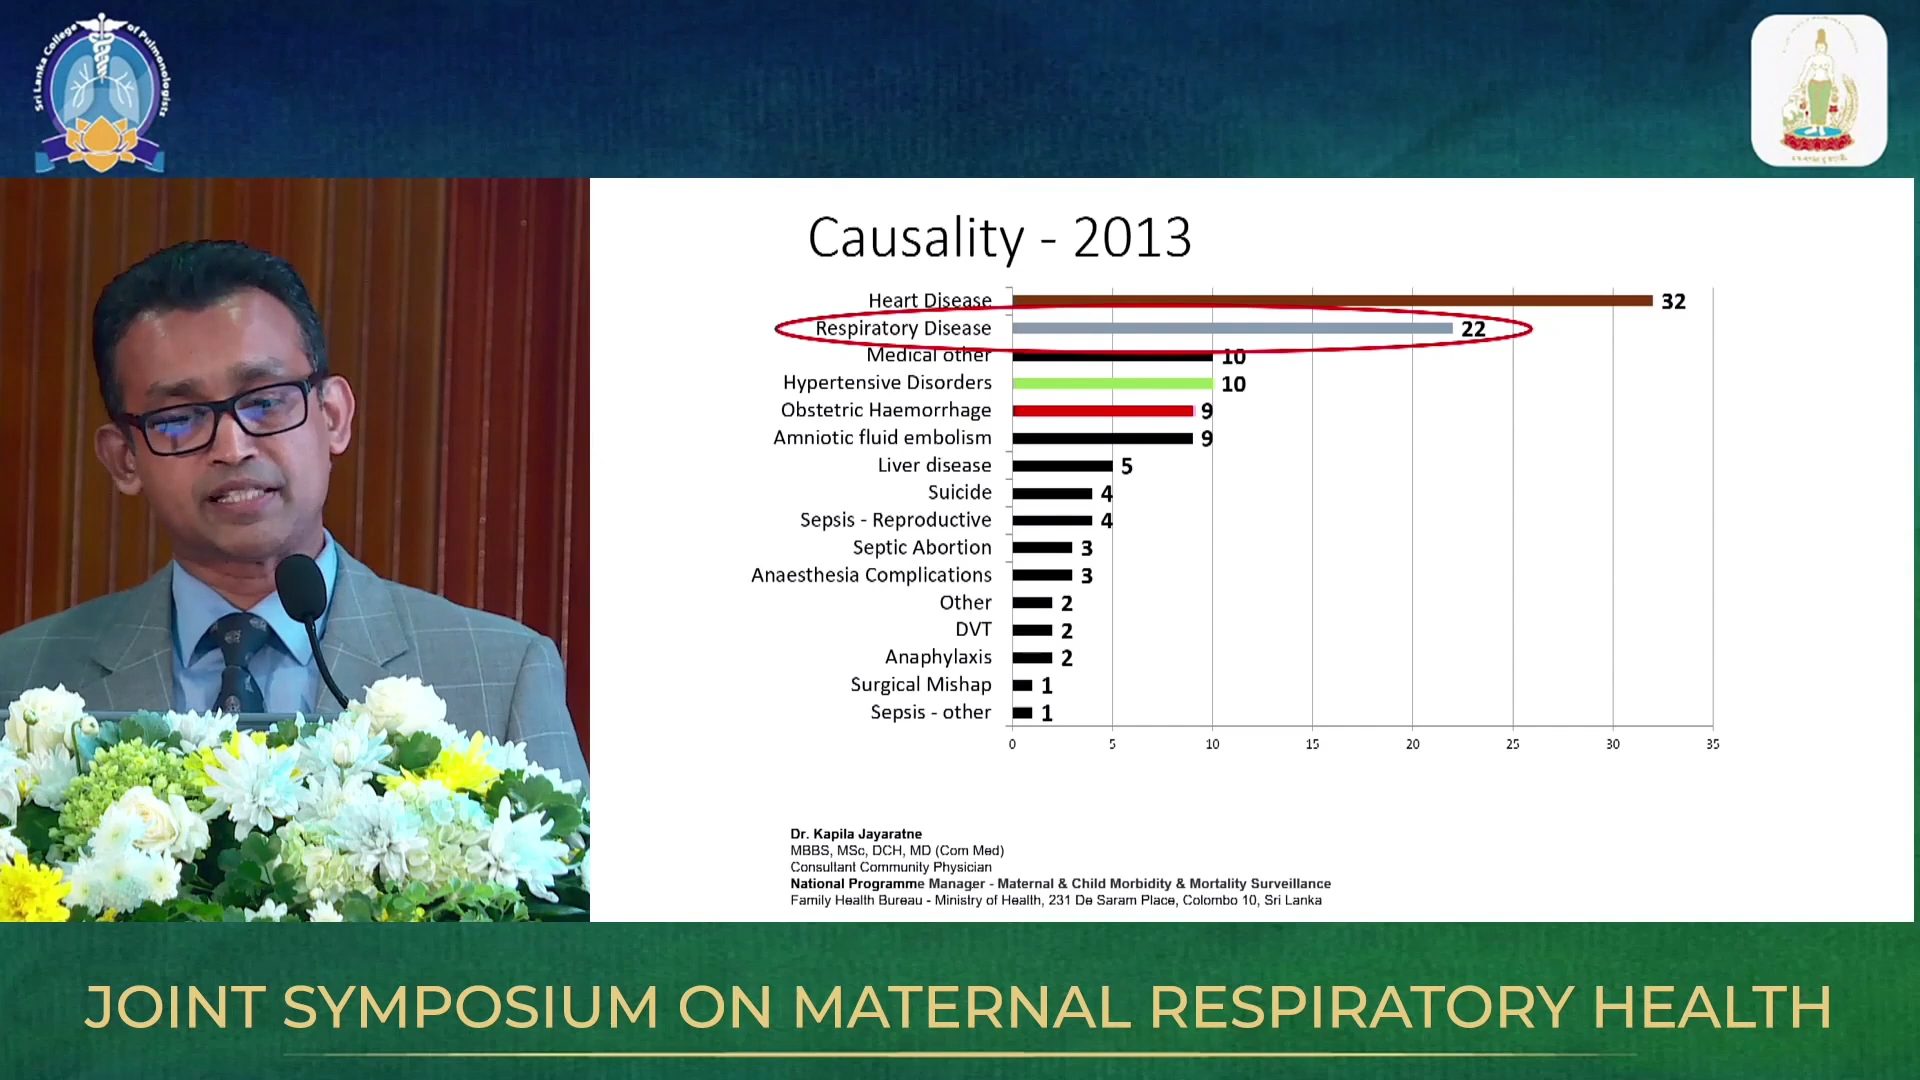 Sri Lanka College of Pulmonologists
Causality - 2013
Heart Disease 32
Respiratory Disease 22
Medical other 10
Hypertensive Disorders 10
Obstetric Haemorrhage 9
Amniotic fluid embolism 9
Liver disease 5
Suicide 4
Sepsis - Reproductive 4
Septic Abortion 3
Anaesthesia Complications 3
Other 2
DVT 2
Anaphylaxis 2
Surgical Mishap 1
Sepsis - other 1
0 5 10 15 20 25 30 35
Dr. Kapila Jayaratne
MBBS, MSc, DCH, MD (Com Med)
Consultant Community Physician
National Programme Manager - Maternal & Child Morbidity & Mortality Surveillance
Family Health Bureau - Ministry of Health, 231 De Saram Place, Colombo 10, Sri Lanka
JOINT SYMPOSIUM ON MATERNAL RESPIRATORY HEALTH